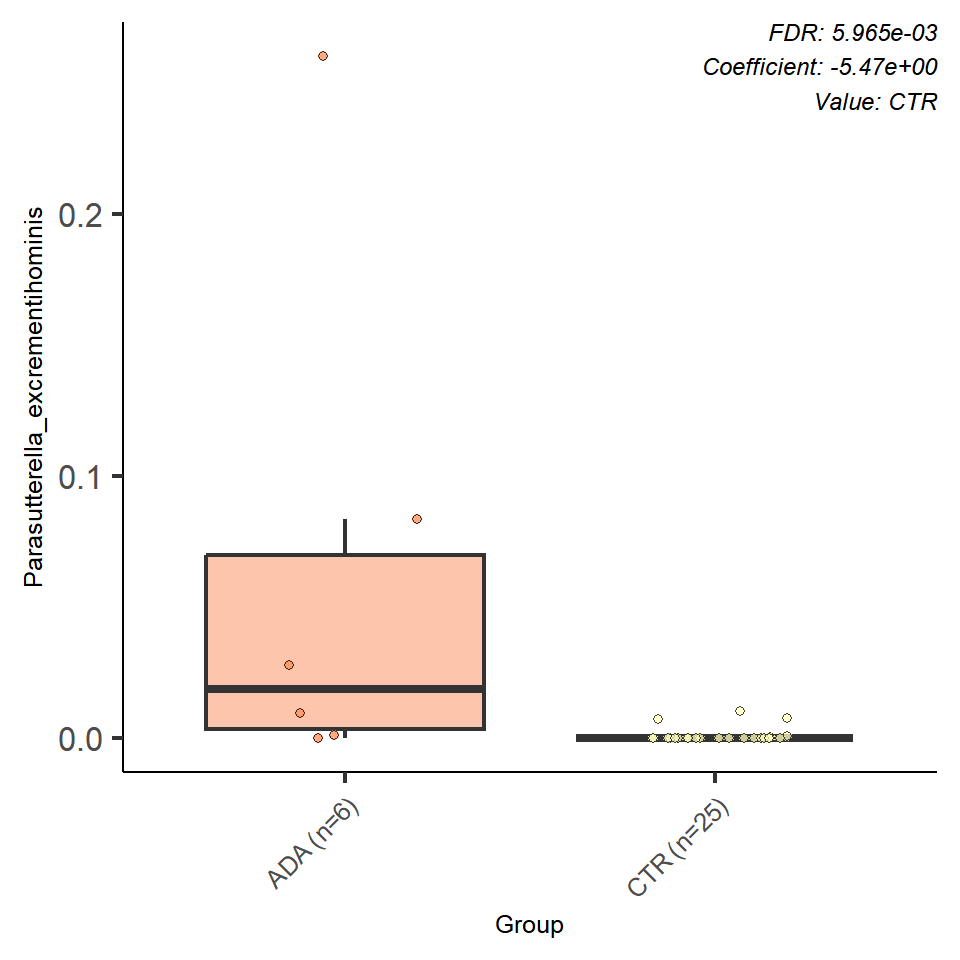 FDR: 5.965e-03
Coefficient: -5.47e+00
Value: CTR
Parasutterella_excrementihominis
0.2
0.1
0.0
ADA (n=6)
CTR (n=25)
Group